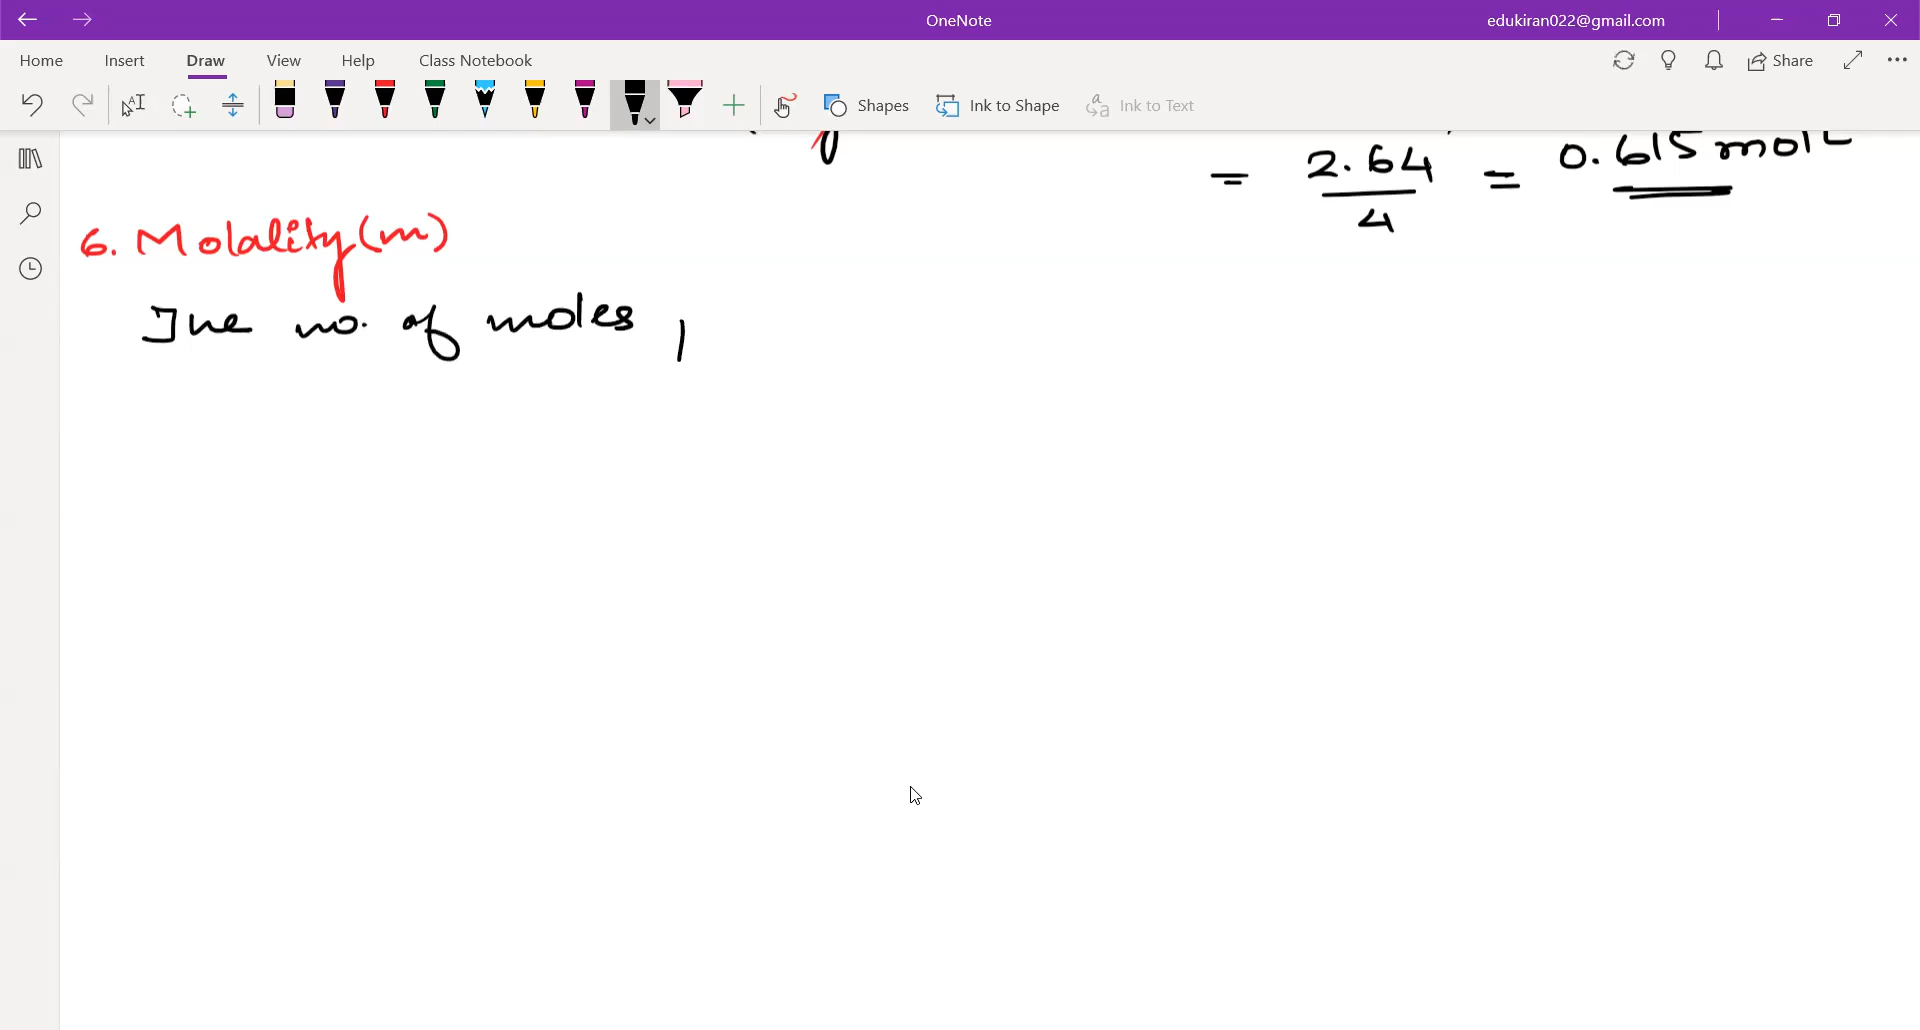 OneNote
edukiran022@gmail.com
Home Insert Draw View Help Class Notebook
Share
Shapes Ink to Shape Ink to Text
= 2.64/4 = 0.615 mol L
6. Molality (m)
The no. of moles